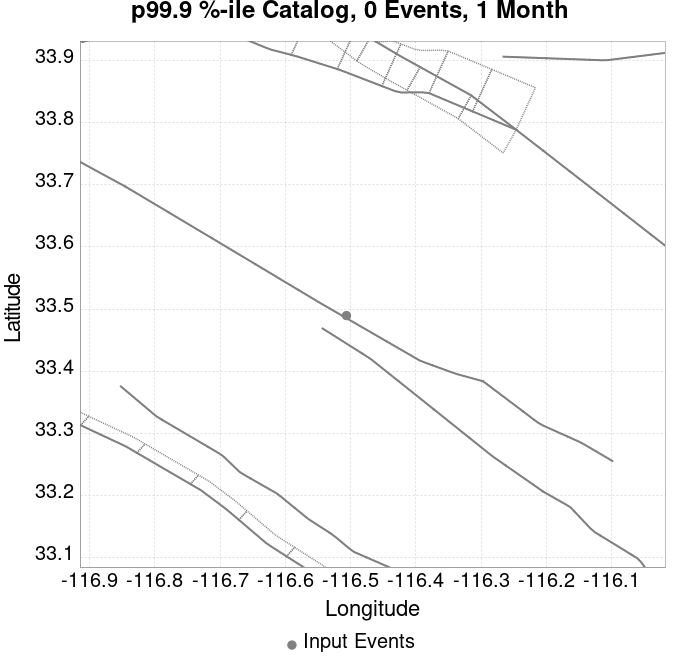 p99.9 %-ile Catalog, 0 Events, 1 Month
33.9
33.8
33.7
33.6
33.5
33.4
33.3
33.2
33.1
Latitude
-116.9 -116.8 -116.7 -116.6 -116.5 -116.4 -116.3 -116.2 -116.1
Longitude
Input Events